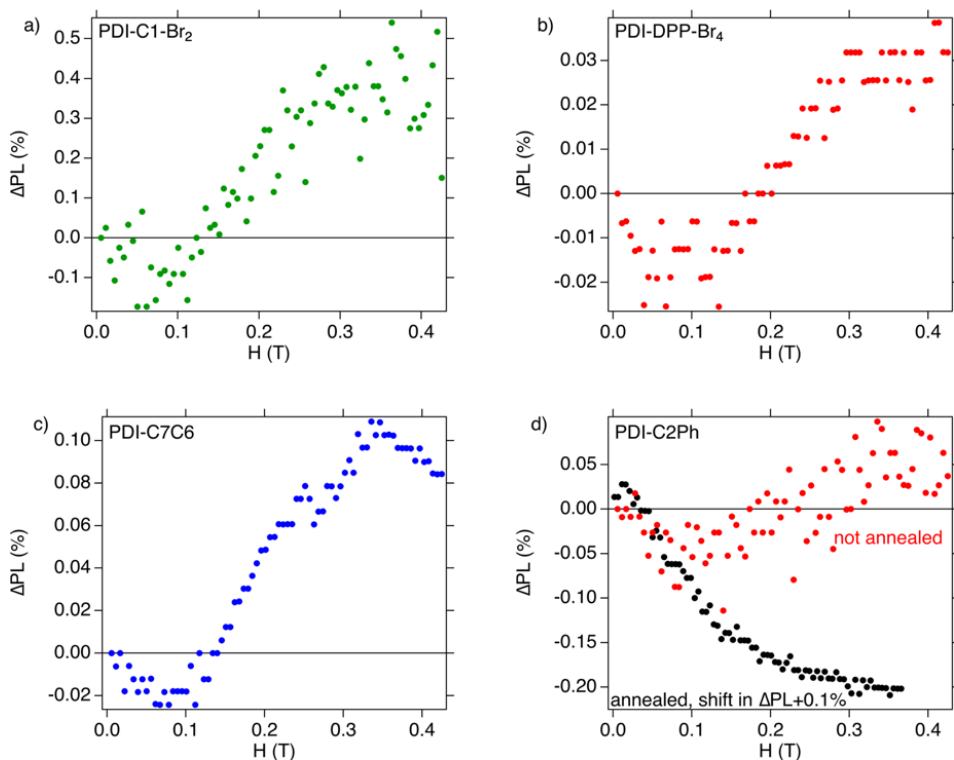 a)
PDI-C1-Br₂
0.5
0.4
0.3
0.2
0.1
0.0
-0.1
ΔPL (%)
0.0 0.1 0.2 0.3 0.4
H (T)
b)
PDI-DPP-Br₄
0.03
0.02
0.01
0.00
-0.01
-0.02
ΔPL (%)
0.0 0.1 0.2 0.3 0.4
H (T)
c)
PDI-C7C6
0.10
0.08
0.06
0.04
0.02
0.00
-0.02
ΔPL (%)
0.0 0.1 0.2 0.3 0.4
H (T)
d)
PDI-C2Ph
0.05
0.00
-0.05
-0.10
-0.15
-0.20
ΔPL (%)
not annealed
annealed, shift in ΔPL+0.1%
0.0 0.1 0.2 0.3 0.4
H (T)